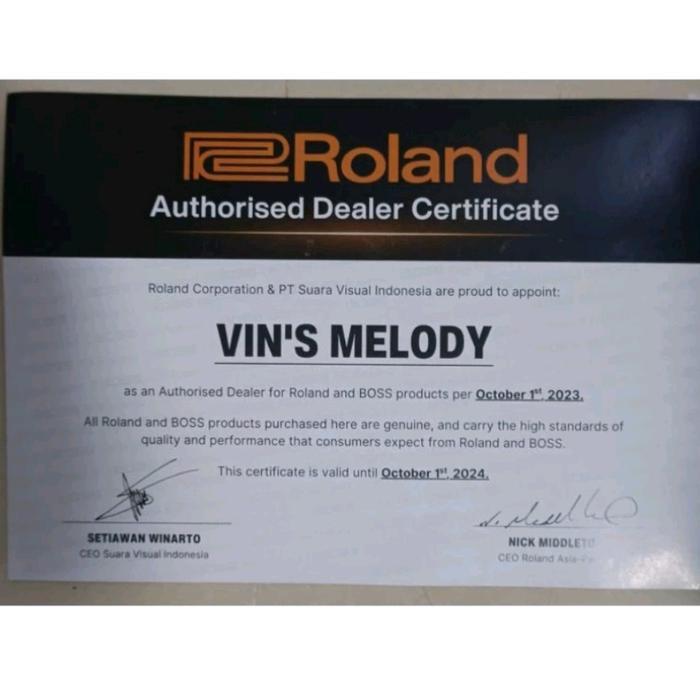 Roland
Authorised Dealer Certificate
Roland Corporation & PT Suara Visual Indonesia are proud to appoint:
VIN'S MELODY
as an Authorised Dealer for Roland and BOSS products per October 1st, 2023.
All Roland and BOSS products purchased here are genuine, and carry the high standards of
quality and performance that consumers expect from Roland and BOSS.
This certificate is valid until October 1st, 2024.
SETIAWAN WINARTO
CEO Suara Visual Indonesia
NICK
CEO Roland